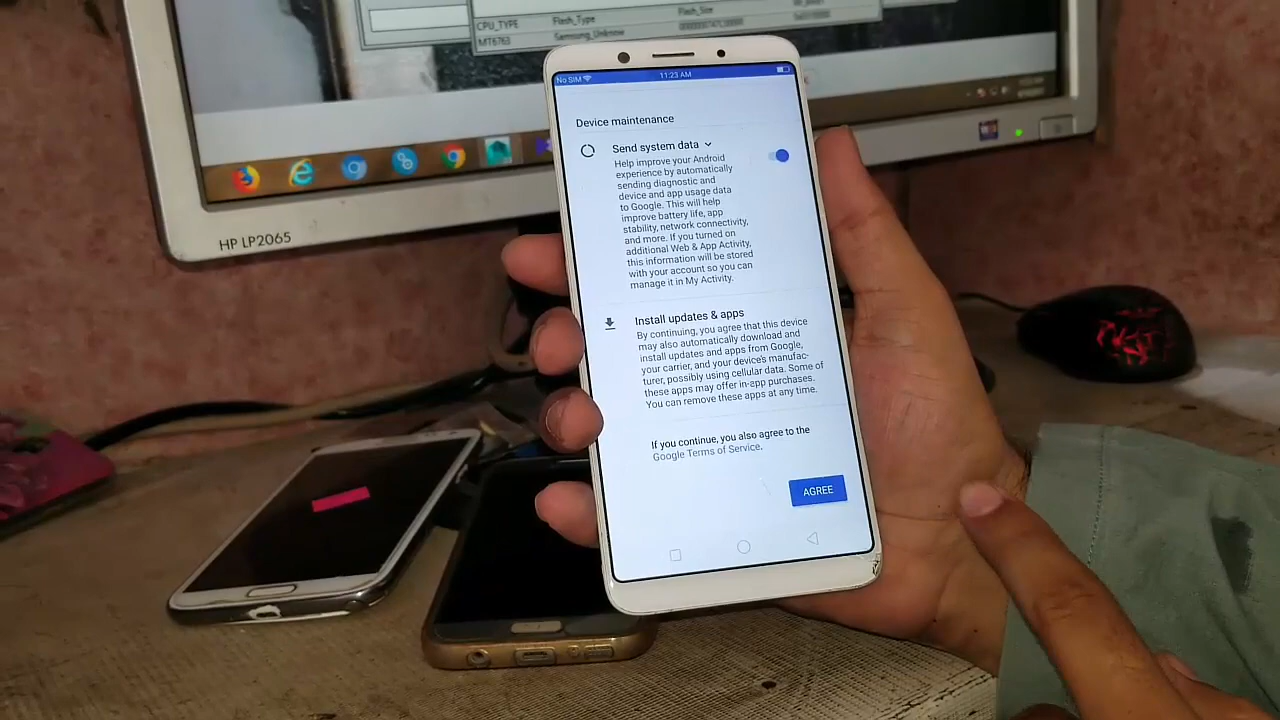 CPU_TYPE Flash_Type Flash_Size
MT6763 Samsung_Unknow
HP LP2065
No SIM 11:23 AM
Device maintenance
Send system data
Help improve your Android
experience by automatically
sending diagnostic and
device and app usage data
to Google. This will help
improve battery life, app
stability, network connectivity,
and more. If you turned on
additional Web & App Activity,
this information will be stored
with your account so you can
manage it in My Activity.
Install updates & apps
By continuing, you agree that this device
may also automatically download and
install updates and apps from Google,
your carrier, and your device's manufac-
turer, possibly using cellular data. Some of
these apps may offer in-app purchases.
You can remove these apps at any time.
If you continue, you also agree to the
Google Terms of Service.
AGREE